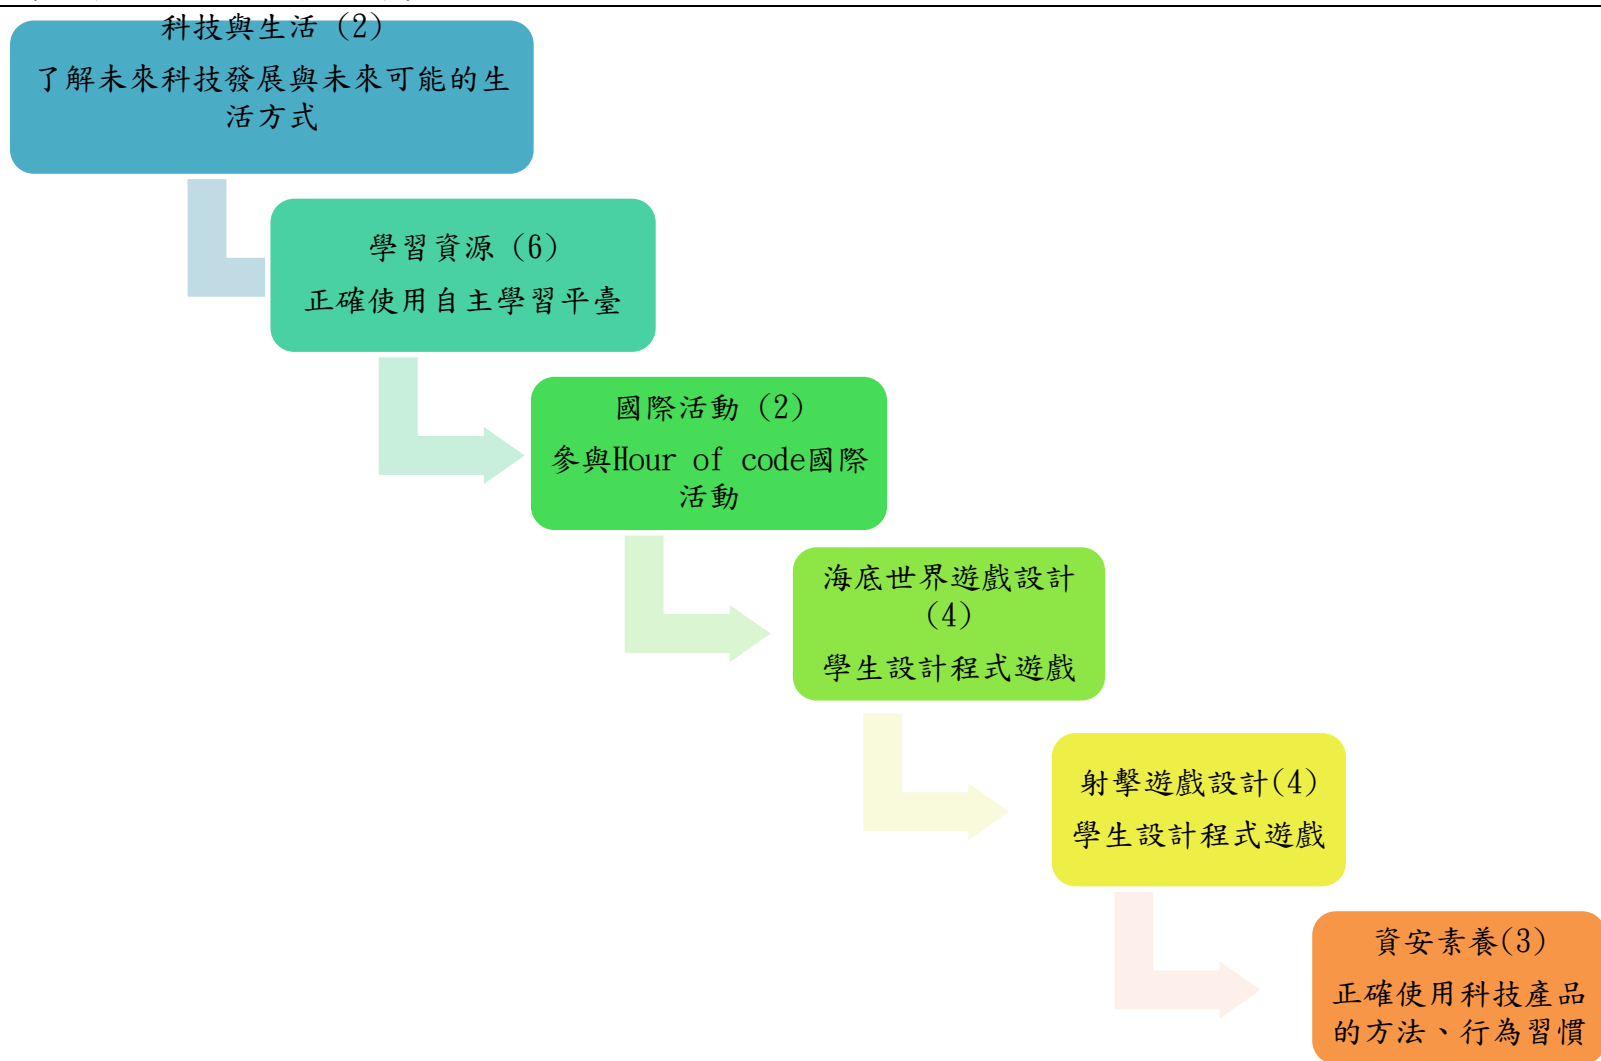 科技與生活 (2)
了解未來科技發展與未來可能的生
活方式
學習資源 (6)
正確使用自主學習平臺
國際活動 (2)
參與Hour of code國際
活動
海底世界遊戲設計
(4)
學生設計程式遊戲
射擊遊戲設計(4)
學生設計程式遊戲
資安素養(3)
正確使用科技產品
的方法、行為習慣